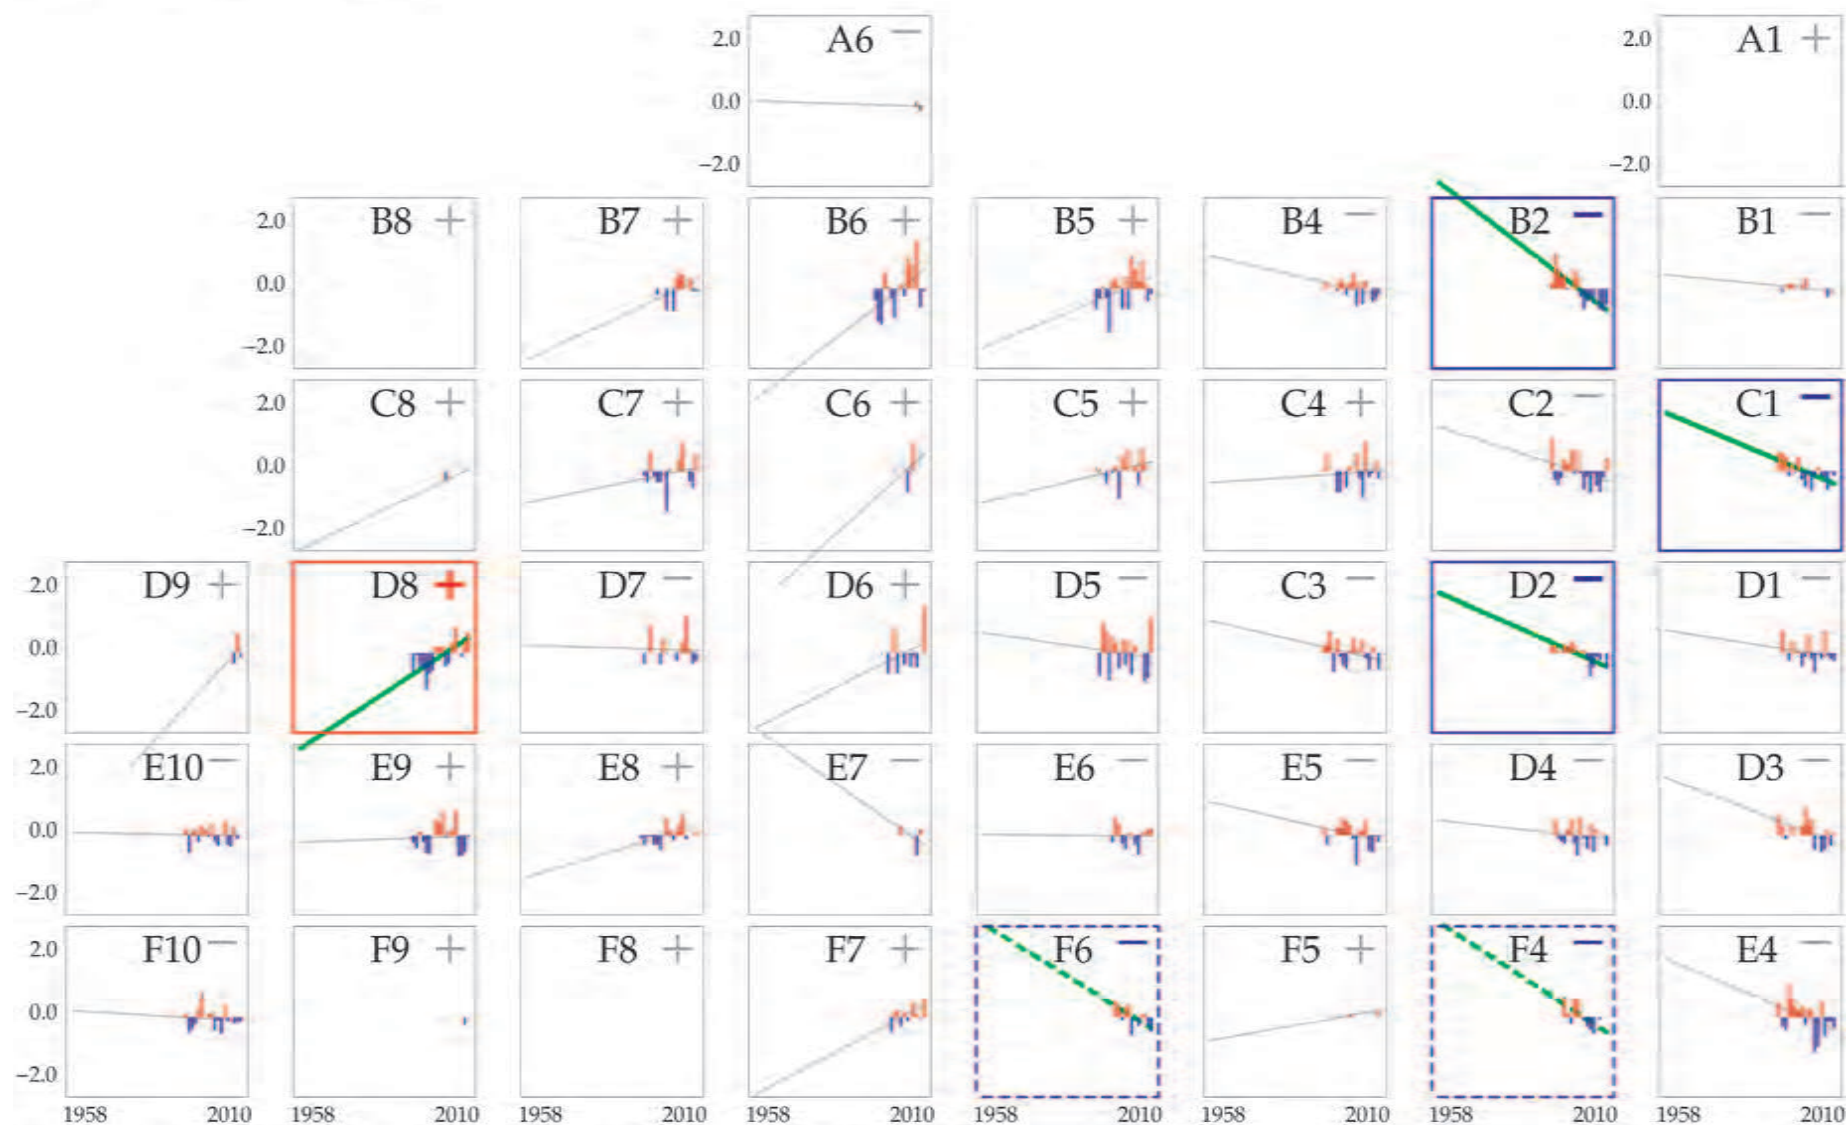 2.0 A6 — 2.0 A1 +
0.0 0.0
−2.0 −2.0
2.0 B8 + B7 + B6 + B5 + B4 — B2 — B1 —
0.0
−2.0
2.0 C8 + C7 + C6 + C5 + C4 + C2 — C1 —
0.0
−2.0
2.0 D9 + D8 + D7 — D6 + D5 — C3 — D2 — D1 —
0.0
−2.0
2.0 E10 — E9 + E8 + E7 — E6 — E5 — D4 — D3 —
0.0
−2.0
2.0 F10 — F9 + F8 + F7 + F6 — F5 + F4 — E4 —
0.0
−2.0
1958 2010 1958 2010 1958 2010 1958 2010 1958 2010 1958 2010 1958 2010 1958 2010